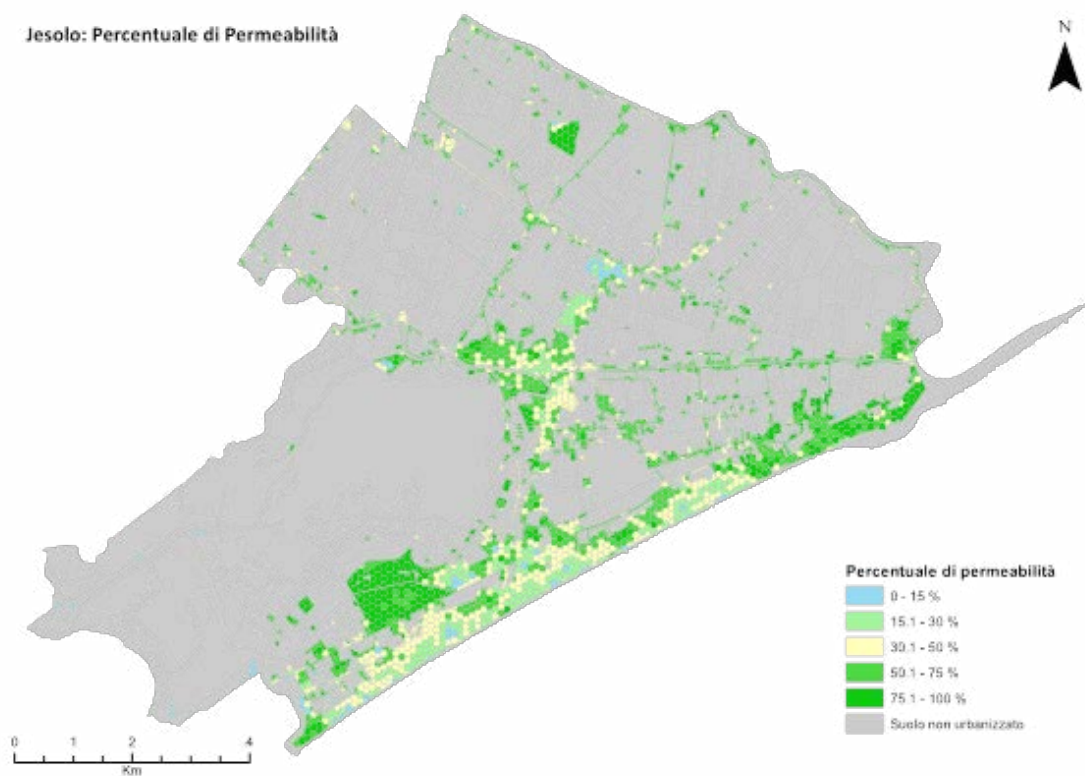 Jesolo: Percentuale di Permeabilità
N
Percentuale di permeabilità
0 - 15 %
15.1 - 30 %
30.1 - 50 %
50.1 - 75 %
75.1 - 100 %
Suolo non urbanizzato
0 1 2 4
Km